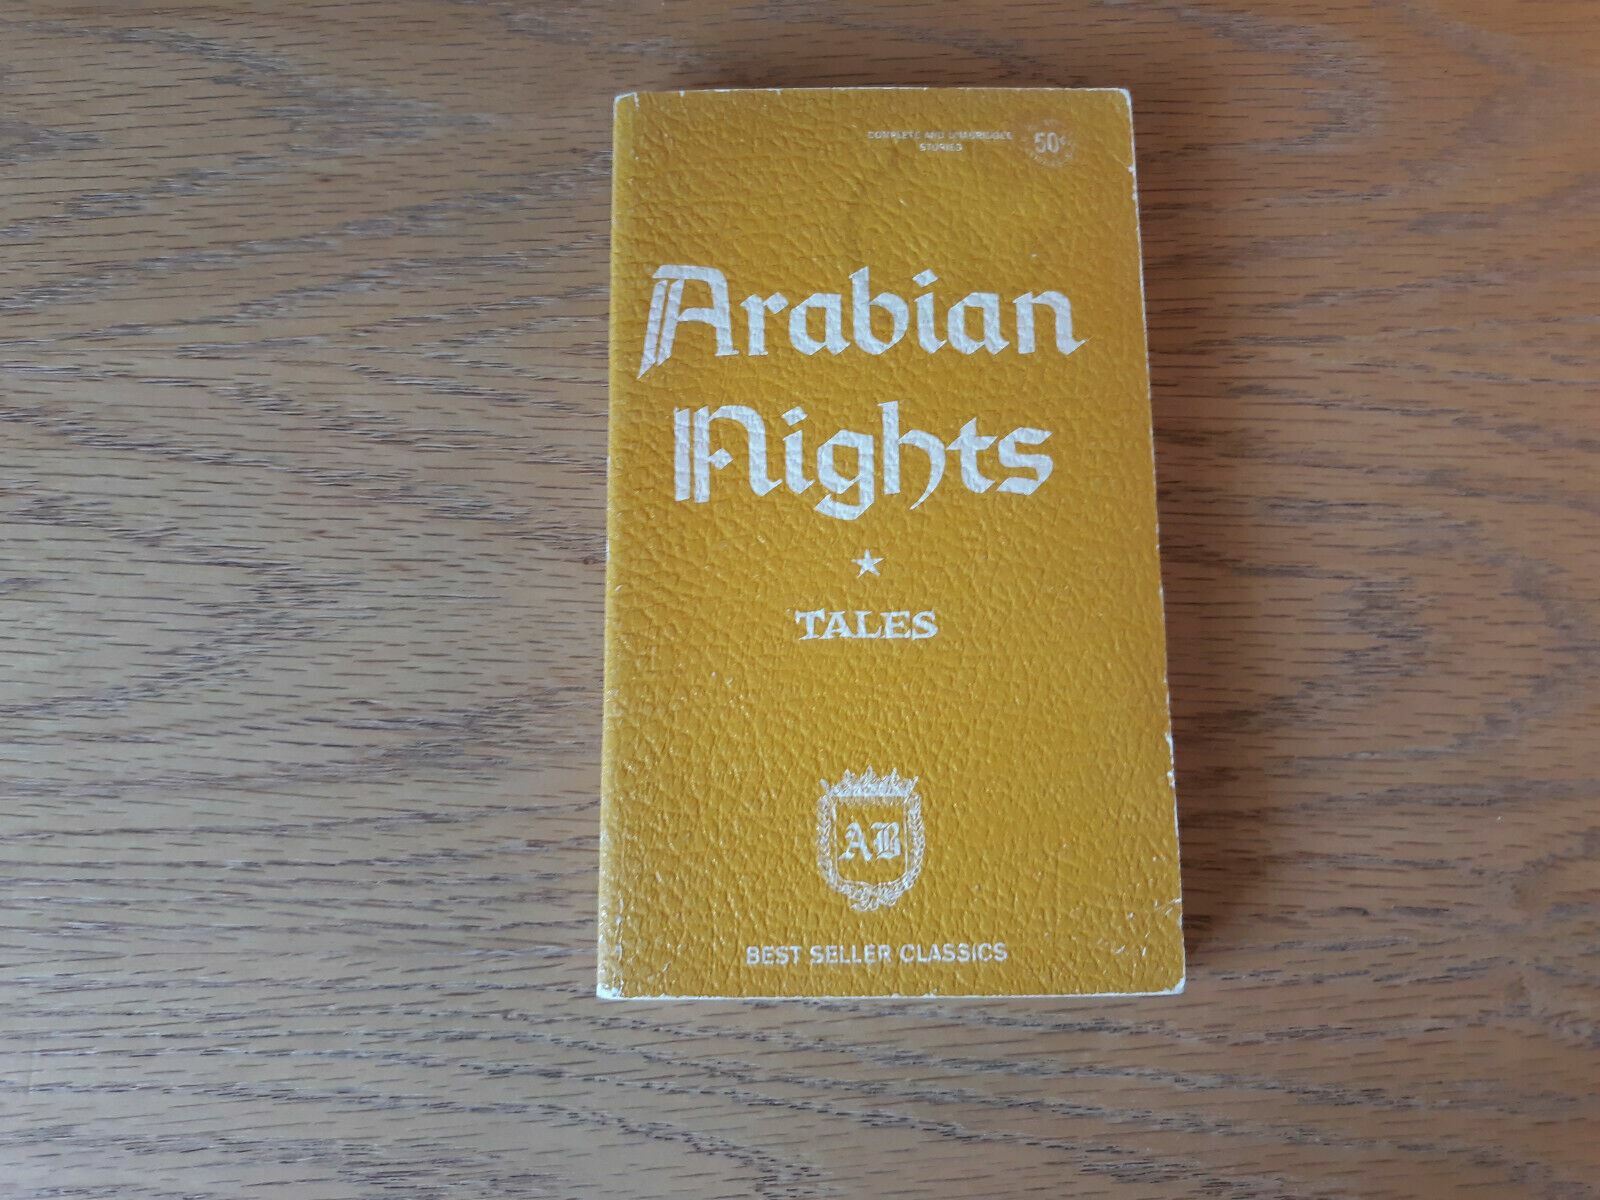 COMPLETE AND UNABRIDGED
STORIES
50¢
Arabian
Nights
TALES
AB
BEST SELLER CLASSICS